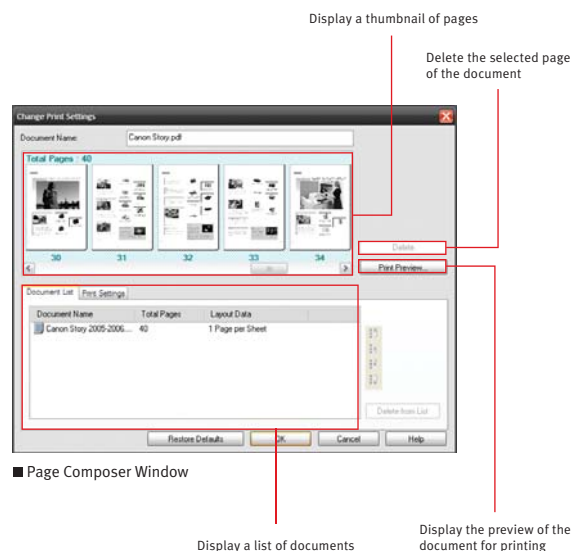 Display a thumbnail of pages
Delete the selected page
of the document
Change Print Settings
Document Name:
Canon Story.pdf
Total Pages : 40
30
31
32
33
34
Delete
Print Preview...
Document List
Print Settings
Document Name
Total Pages
Layout Data
Canon Story 2005-2006....
40
1 Page per Sheet
Delete from List
Restore Defaults
OK
Cancel
Help
■ Page Composer Window
Display a list of documents
Display the preview of the
document for printing